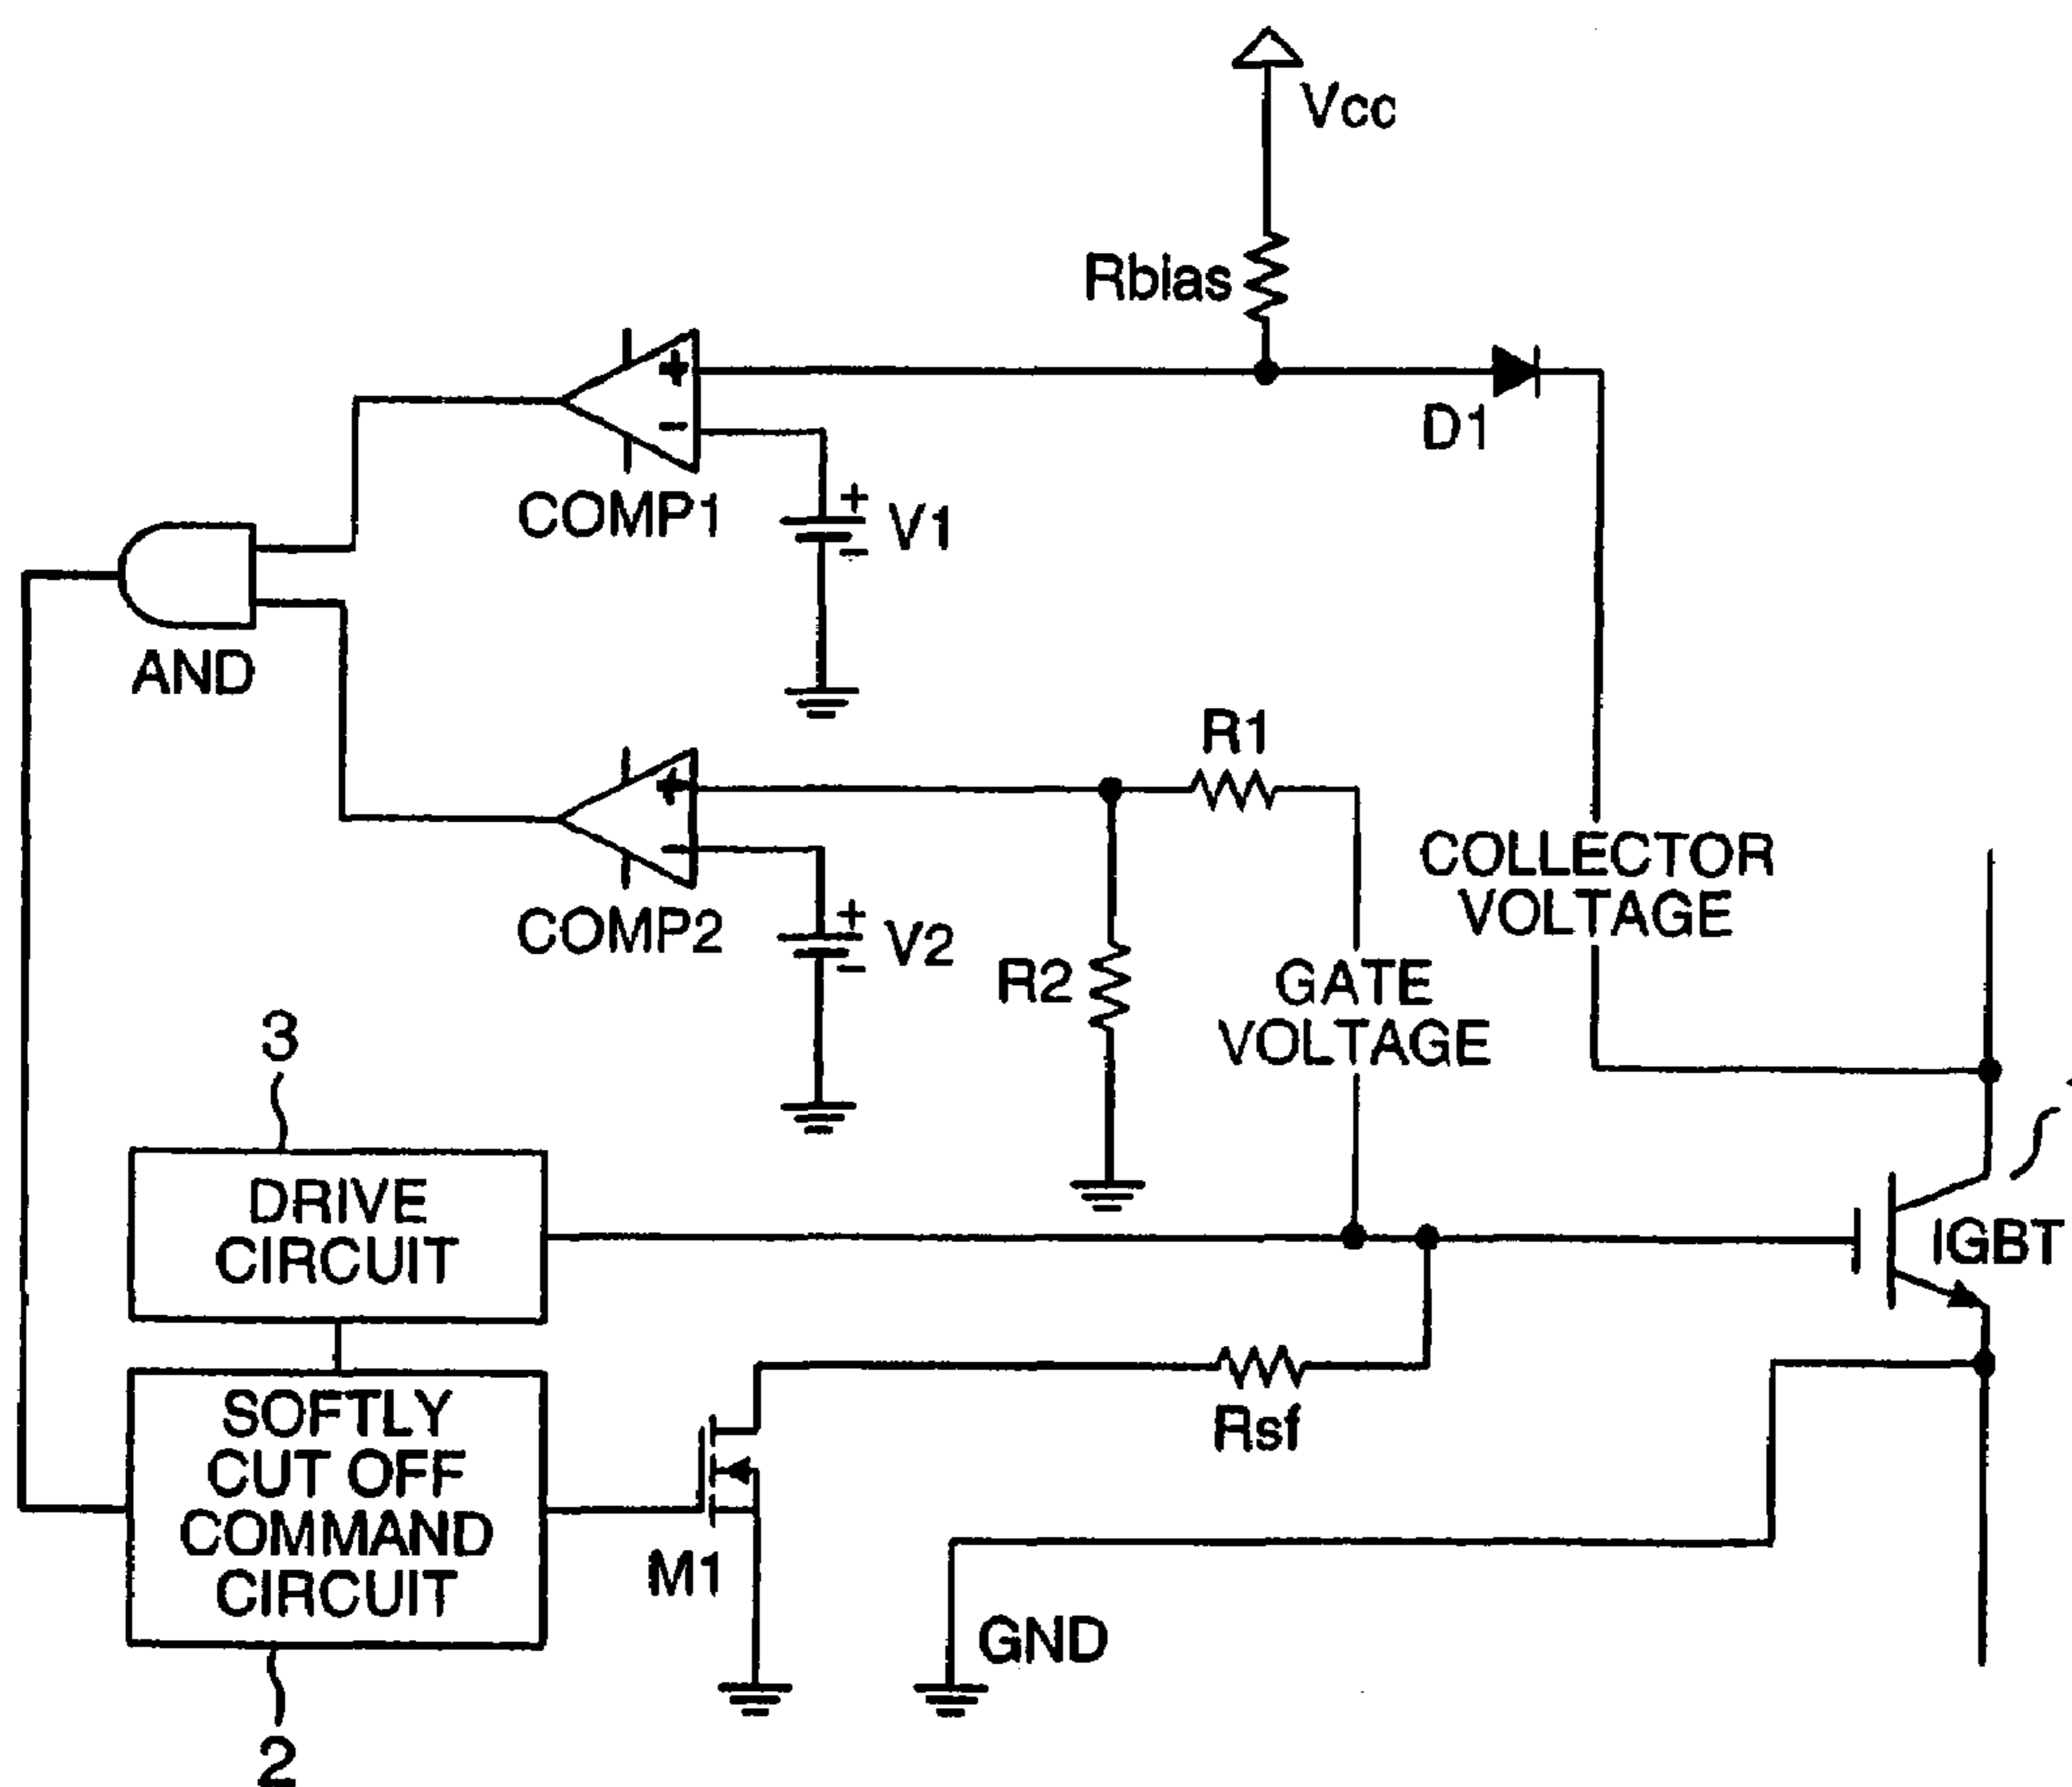 Vcc
Rbias
+
-
D1
COMP1
+
V1
-
AND
R1
+
-
COLLECTOR
VOLTAGE
COMP2
+
V2
-
R2
GATE
VOLTAGE
3
DRIVE
CIRCUIT
IGBT
SOFTLY
CUT OFF
COMMAND
CIRCUIT
Rsf
M1
GND
2